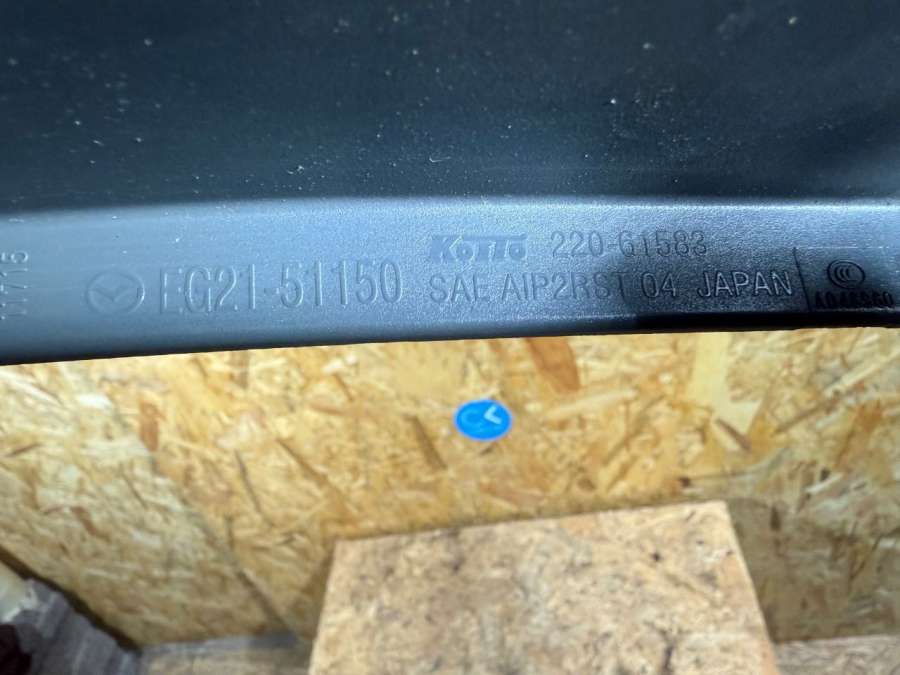 KOITO 220-61583
EG21-51150
SAE AIP2RST 04 JAPAN